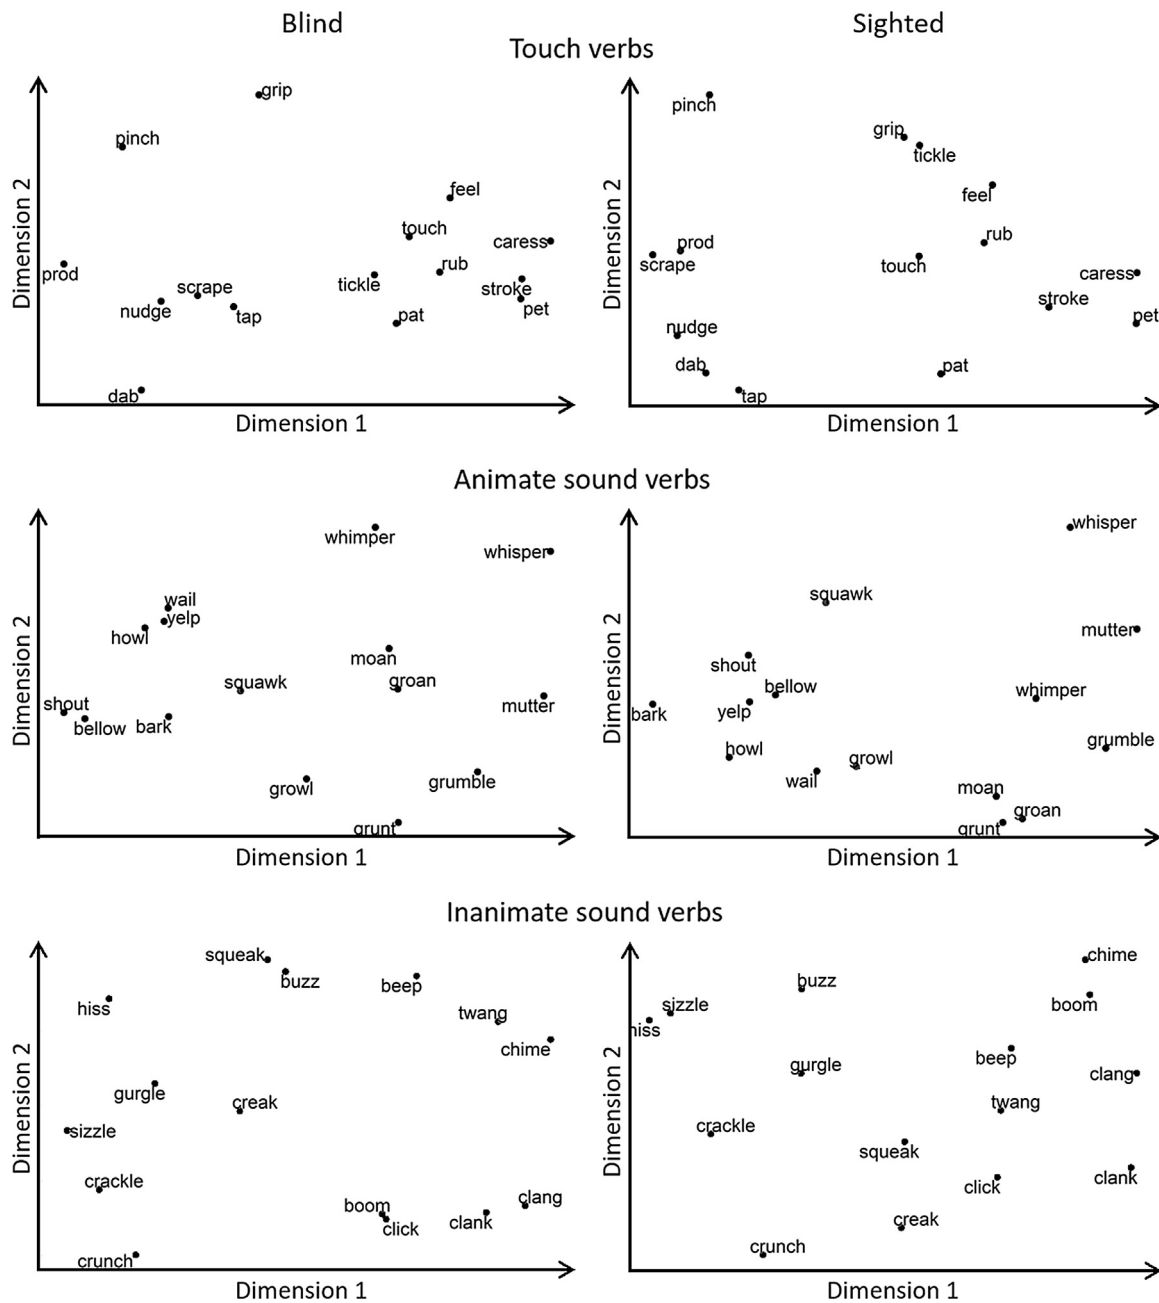 Blind
Sighted
Touch verbs
Dimension 2
grip
pinch
feel
touch
caress
prod
rub
tickle
scrape
stroke
nudge
tap
pat
pet
dab
Dimension 1
Dimension 2
pinch
grip
tickle
feel
rub
prod
scrape
touch
caress
stroke
pet
nudge
dab
pat
tap
Dimension 1
Animate sound verbs
Dimension 2
whimper
whisper
wail
yelp
howl
moan
squawk
groan
shout
bellow
bark
mutter
growl
grumble
grunt
Dimension 1
Dimension 2
whisper
squawk
mutter
shout
bellow
whimper
bark
yelp
howl
growl
grumble
wail
moan
groan
grunt
Dimension 1
Inanimate sound verbs
Dimension 2
squeak
buzz
beep
hiss
twang
chime
gurgle
creak
sizzle
crackle
boom
click
clank
clang
crunch
Dimension 1
Dimension 2
chime
buzz
boom
sizzle
hiss
beep
gurgle
clang
twang
crackle
squeak
click
clank
creak
crunch
Dimension 1